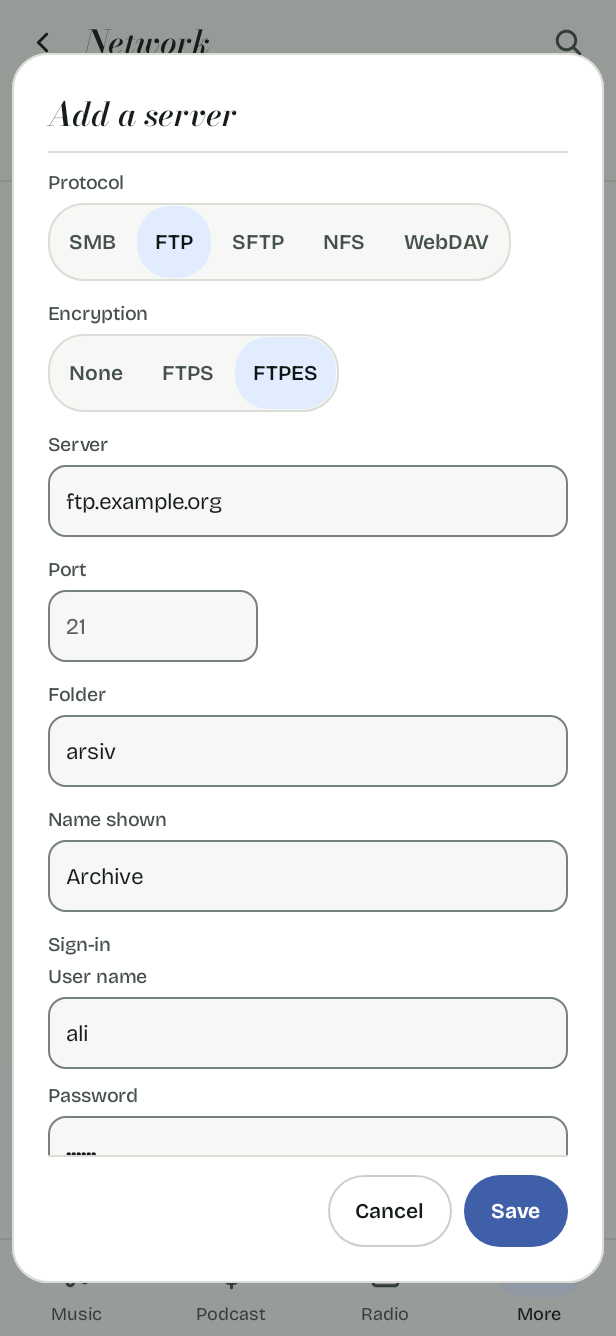 Network
Add a server
Protocol
SMB FTP SFTP NFS WebDAV
Encryption
None FTPS FTPES
Server
ftp.example.org
Port
21
Folder
arsiv
Name shown
Archive
Sign-in
User name
ali
Password
••••••
Cancel Save
Music Podcast Radio More